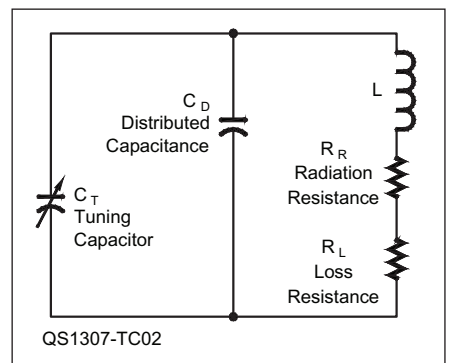 C D
Distributed
Capacitance
L
R R
Radiation
Resistance
C T
Tuning
Capacitor
R L
Loss
Resistance
QS1307-TC02